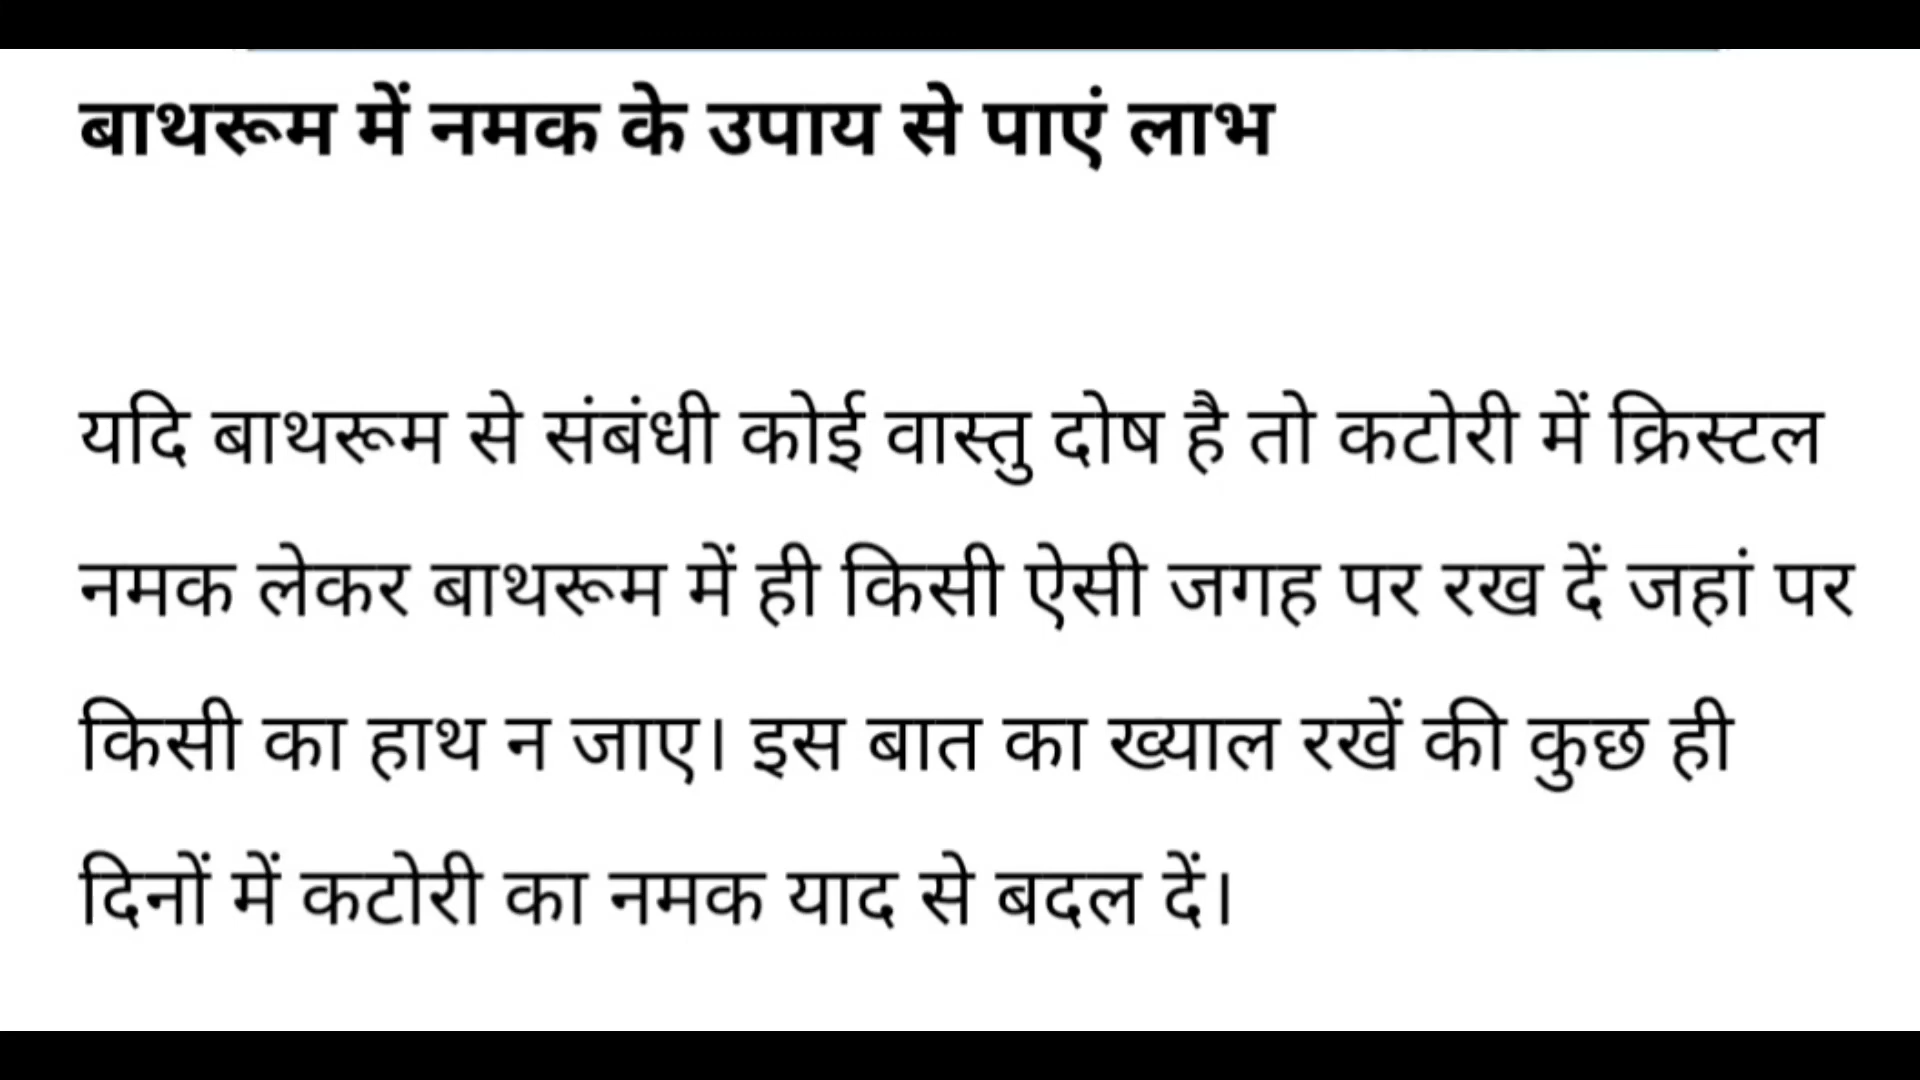 बाथरूम में नमक के उपाय से पाएं लाभ
यदि बाथरूम से संबंधी कोई वास्तु दोष है तो कटोरी में क्रिस्टल
नमक लेकर बाथरूम में ही किसी ऐसी जगह पर रख दें जहां पर
किसी का हाथ न जाए। इस बात का ख्याल रखें की कुछ ही
दिनों में कटोरी का नमक याद से बदल दें।